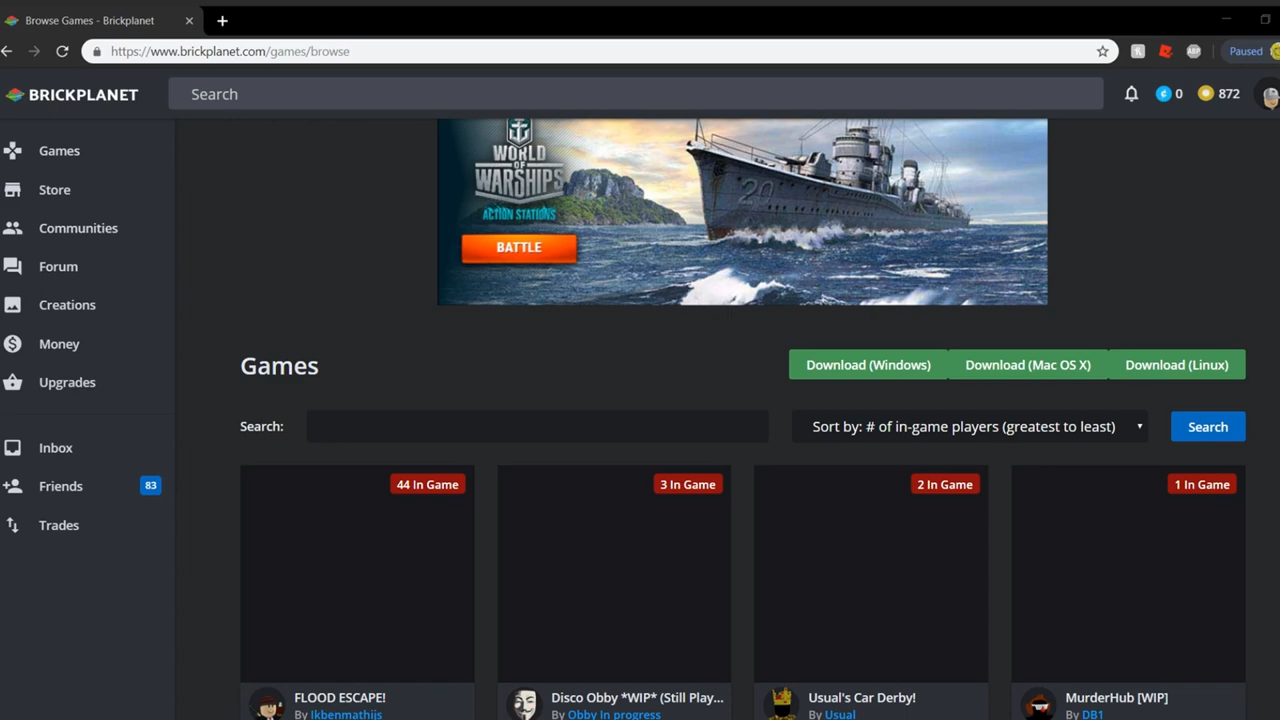 Browse Games - Brickplanet
https://www.brickplanet.com/games/browse
Paused
BRICKPLANET
Search
0
872
Games
Store
Communities
Forum
Creations
Money
Upgrades
Inbox
Friends
83
Trades
WORLD
OF
WARSHIPS
ACTION STATIONS
BATTLE
20
Games
Download (Windows)
Download (Mac OS X)
Download (Linux)
Search:
Sort by: # of in-game players (greatest to least)
Search
44 In Game
3 In Game
2 In Game
1 In Game
FLOOD ESCAPE!
By Ikbenmathijs
Disco Obby *WIP* (Still Play...
By Obby In progress
Usual's Car Derby!
By Usual
MurderHub [WIP]
By DB1